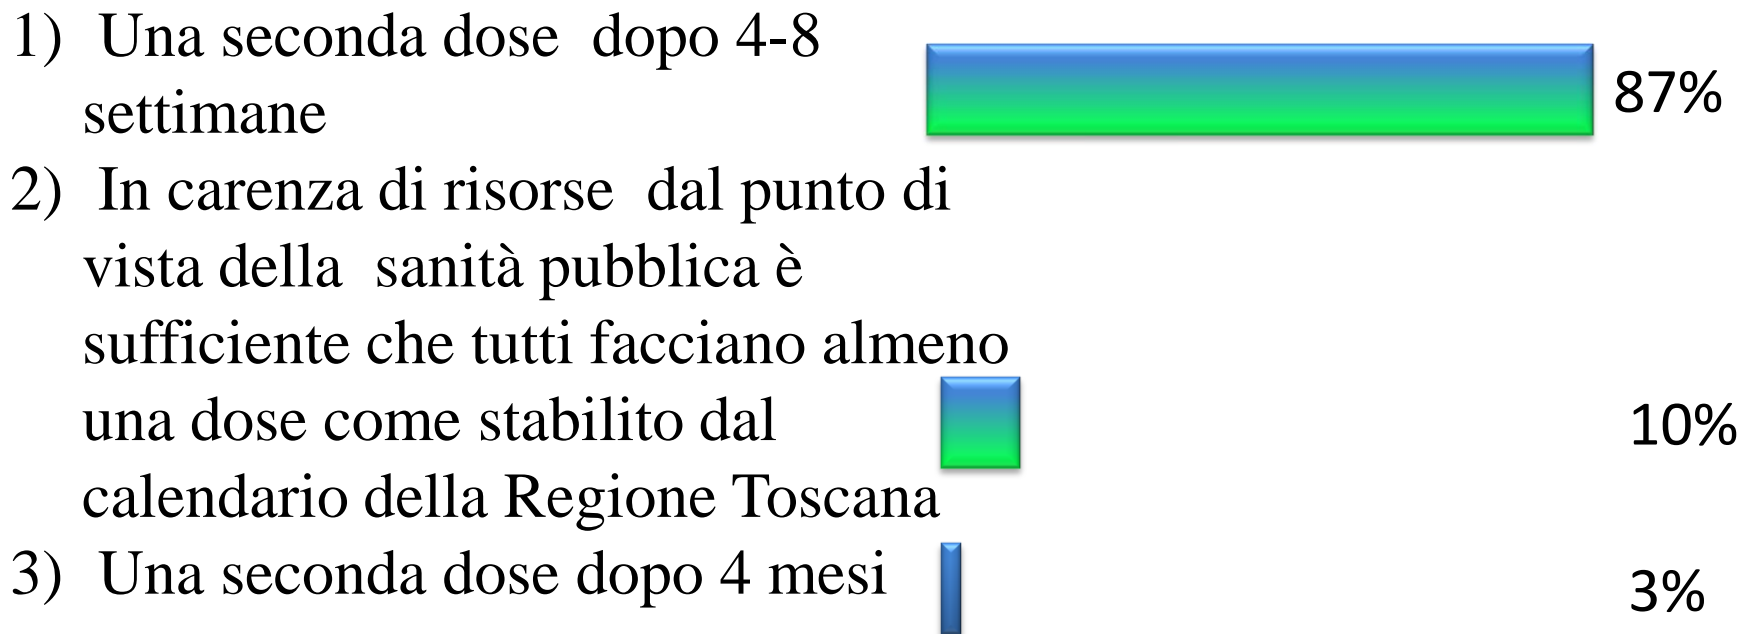 1) Una seconda dose dopo 4-8
settimane
87%
2) In carenza di risorse dal punto di
vista della sanità pubblica è
sufficiente che tutti facciano almeno
una dose come stabilito dal
10%
calendario della Regione Toscana
3) Una seconda dose dopo 4 mesi
3%